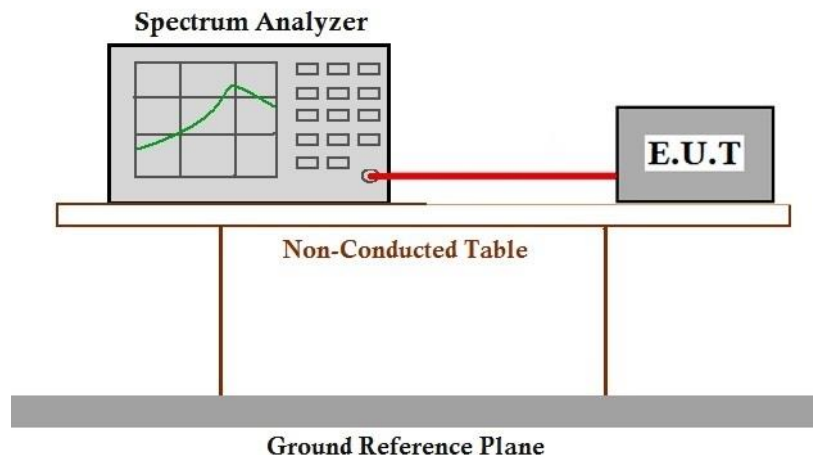 Spectrum Analyzer
E.U.T
Non-Conducted Table
Ground Reference Plane